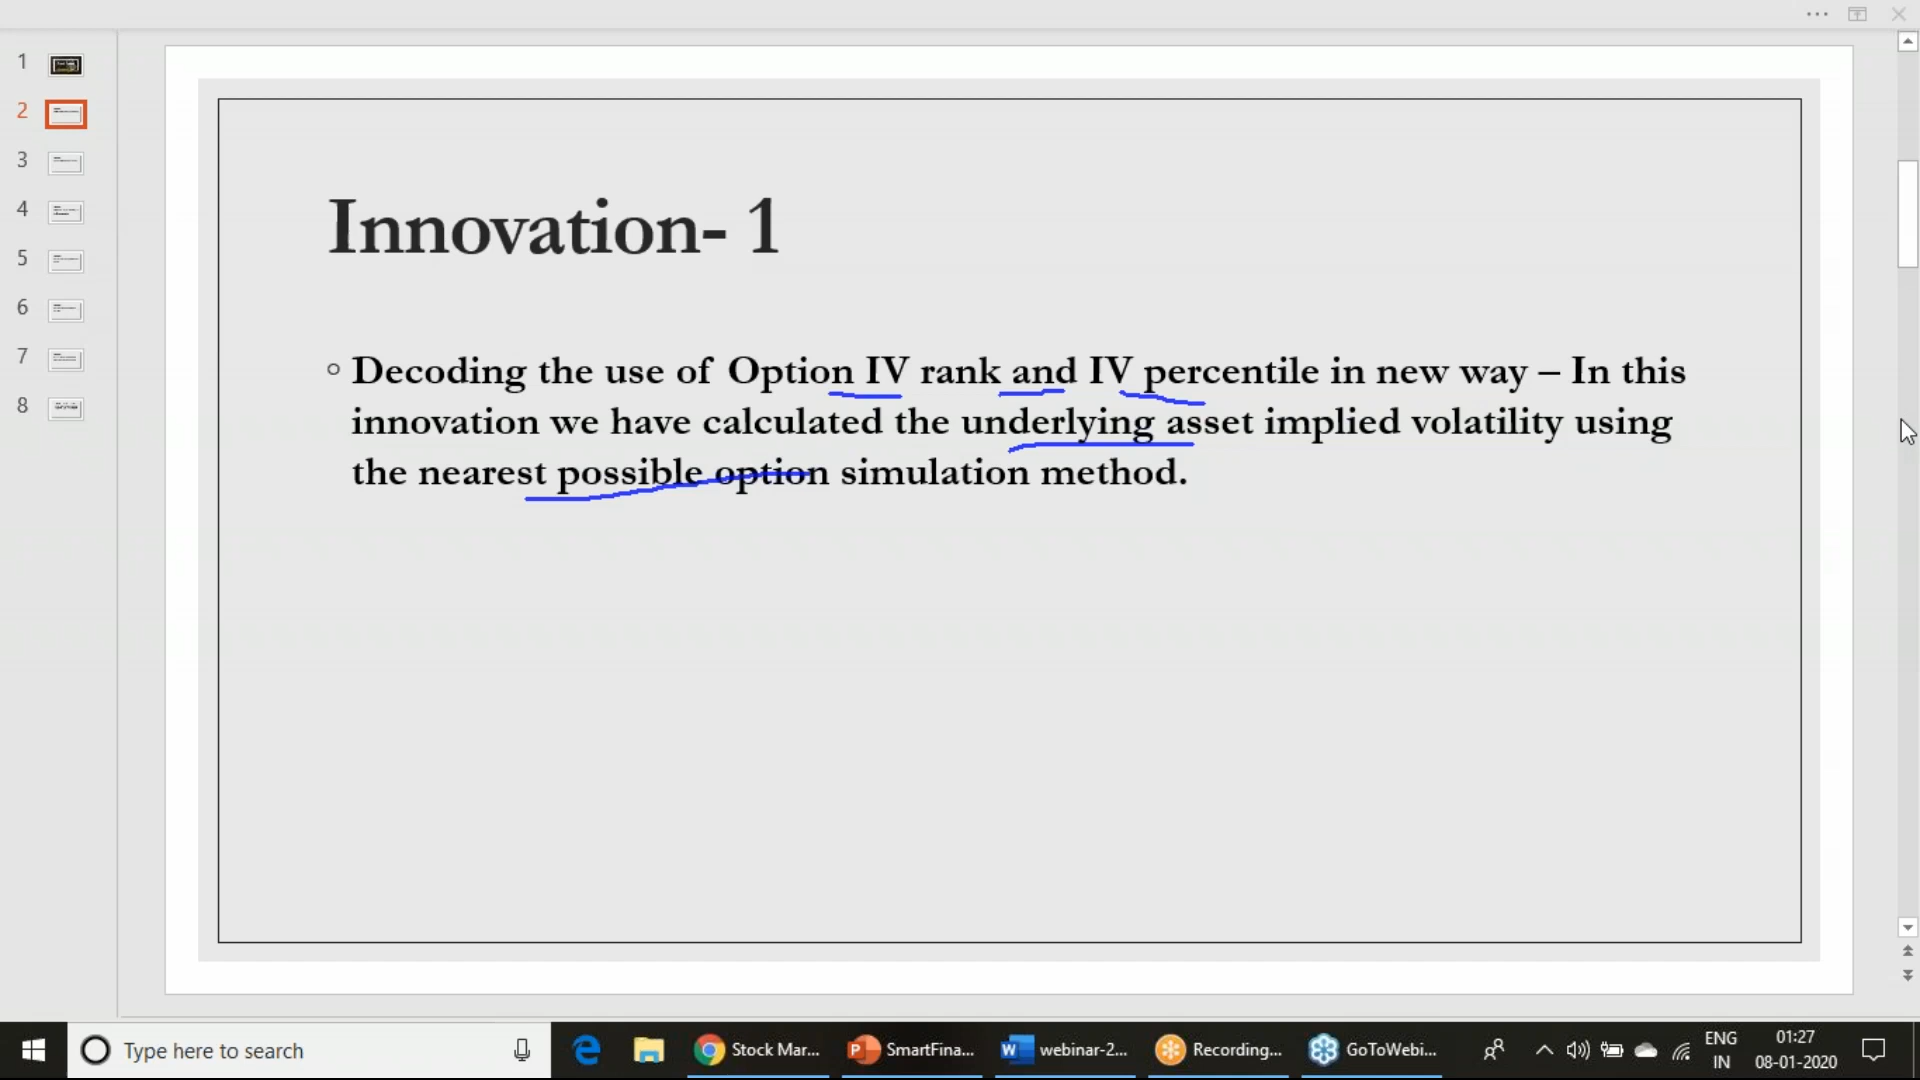 1
2
3
4
5
6
7
8
Innovation- 1
Decoding the use of Option IV rank and IV percentile in new way – In this
innovation we have calculated the underlying asset implied volatility using
the nearest possible option simulation method.
Type here to search
Stock Mar...
SmartFina...
webinar-2...
Recording...
GoToWebi...
ENG
IN
01:27
08-01-2020